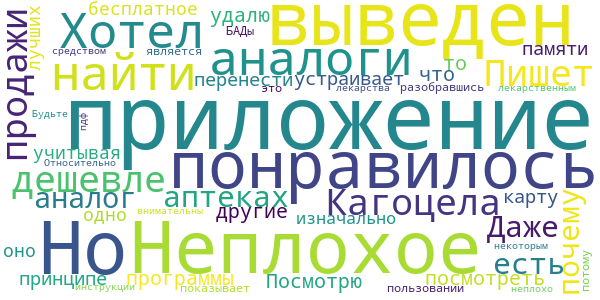 бесплатное удалю выведен
лучших Хотел БАДы
продажи средством является аналоги то памяти
найти перенести устраивает что Пишет
это лекарства разобравшись лекарственным
Будьте пдф приложение
учитывая понравилось
Относительно
дешевле
аналог аптеках Кагоцела карту почему
одно внимательны другие изначально Даже
Но Неплохое некоторым
оно есть потому
принципе программы Посмотрю посмотреть
инструкции показывает пользовании неплохо